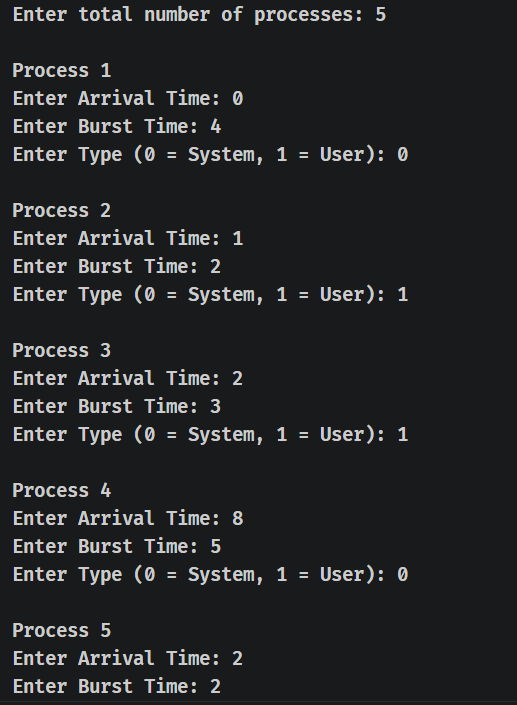 Enter total number of processes: 5
Process 1
Enter Arrival Time: 0
Enter Burst Time: 4
Enter Type (0 = System, 1 = User): 0
Process 2
Enter Arrival Time: 1
Enter Burst Time: 2
Enter Type (0 = System, 1 = User): 1
Process 3
Enter Arrival Time: 2
Enter Burst Time: 3
Enter Type (0 = System, 1 = User): 1
Process 4
Enter Arrival Time: 8
Enter Burst Time: 5
Enter Type (0 = System, 1 = User): 0
Process 5
Enter Arrival Time: 2
Enter Burst Time: 2